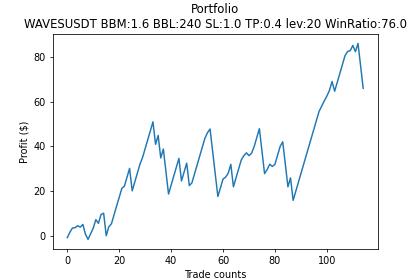 Portfolio
WAVESUSDT BBM:1.6 BBL:240 SL:1.0 TP:0.4 lev:20 WinRatio:76.0
80
60
40
20
0
Profit ($)
0 20 40 60 80 100
Trade counts